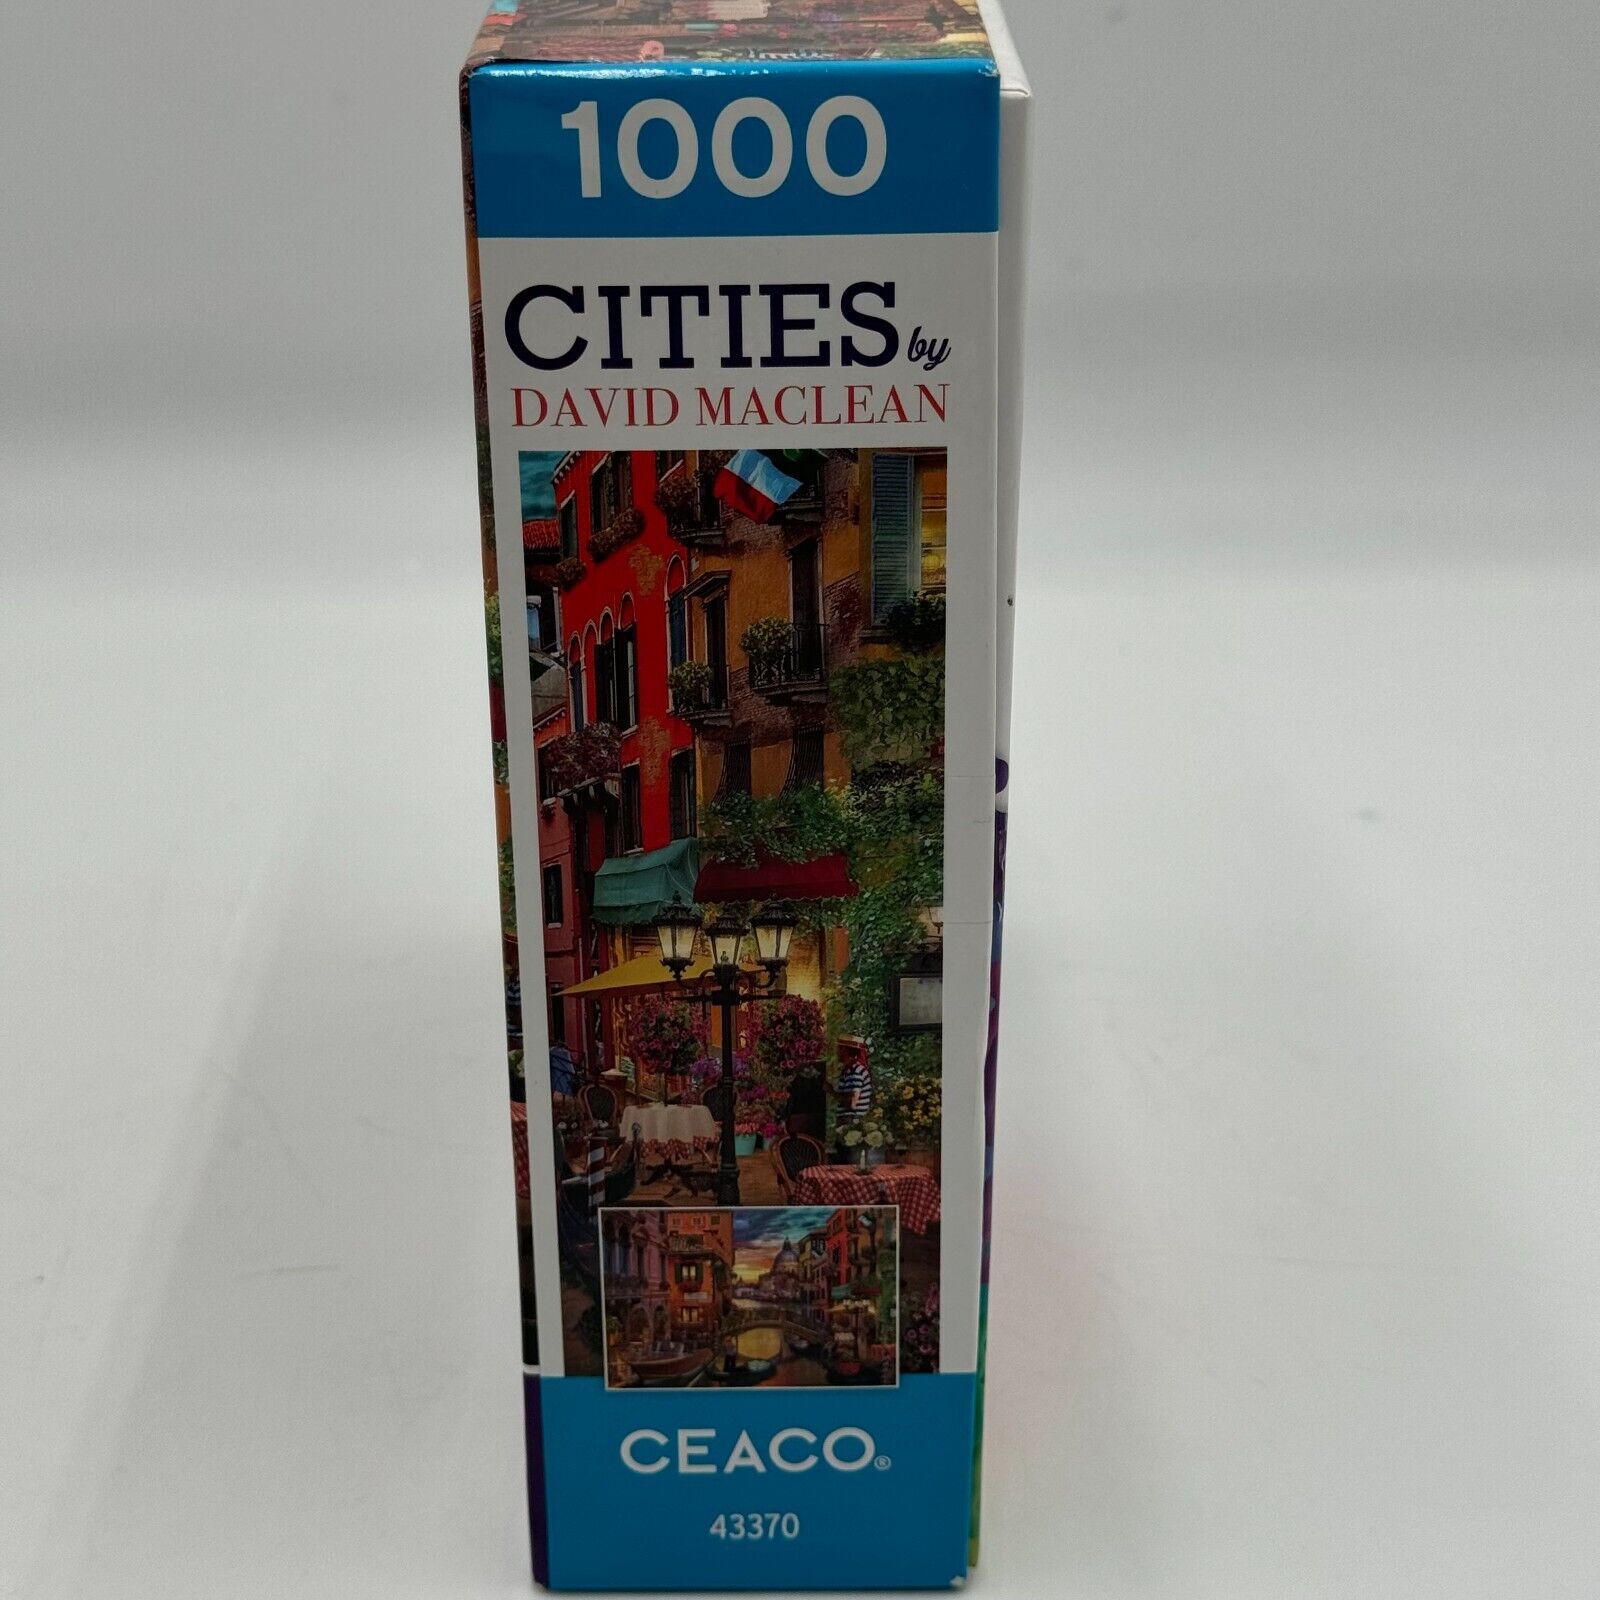 1000
CITIES by
DAVID MACLEAN
CEACO®
43370